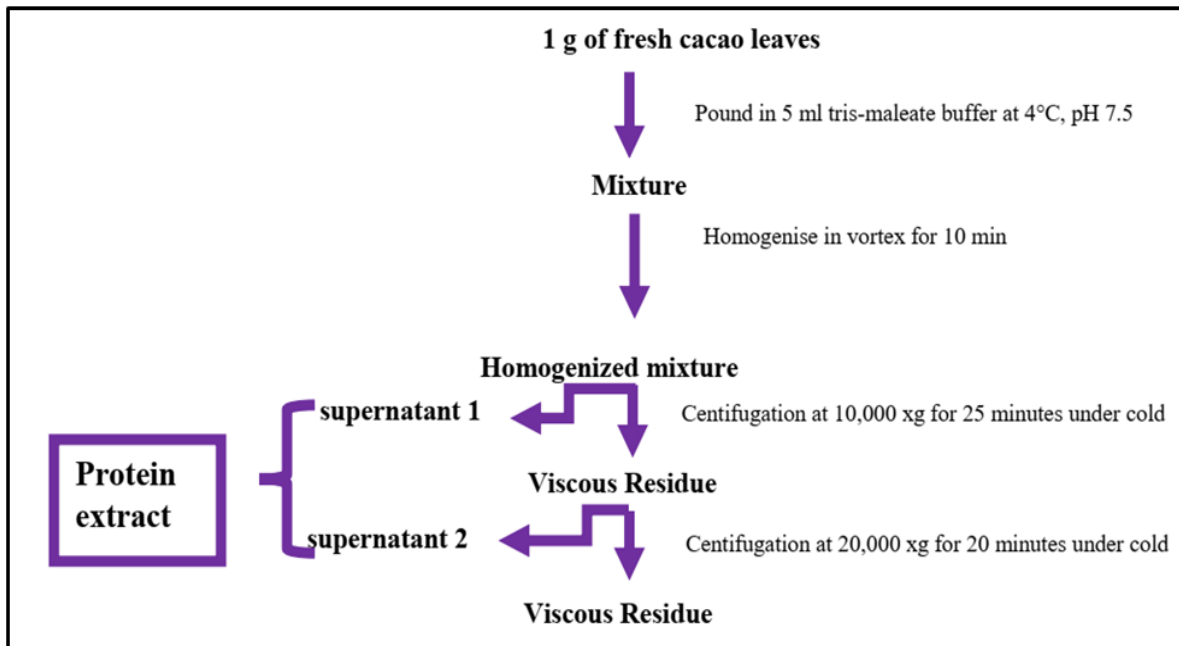 1 g of fresh cacao leaves
Pound in 5 ml tris-maleate buffer at 4°C, pH 7.5
Mixture
Homogenise in vortex for 10 min
Homogenized mixture
supernatant 1
Centifugation at 10,000 xg for 25 minutes under cold
Protein
extract
Viscous Residue
supernatant 2
Centifugation at 20,000 xg for 20 minutes under cold
Viscous Residue